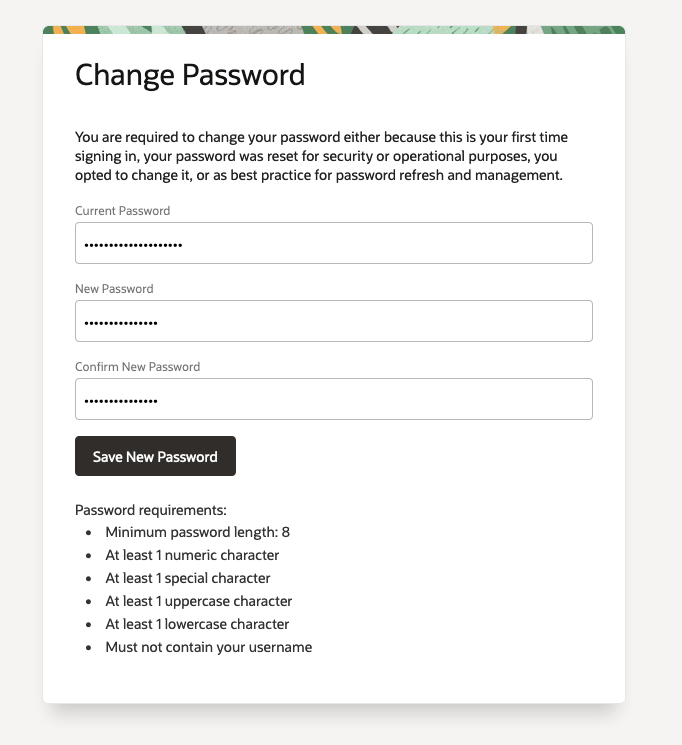 Change Password
You are required to change your password either because this is your first time
signing in, your password was reset for security or operational purposes, you
opted to change it, or as best practice for password refresh and management.
Current Password
••••••••••••••••••••
New Password
•••••••••••••••
Confirm New Password
•••••••••••••••
Save New Password
Password requirements:
• Minimum password length: 8
• At least 1 numeric character
• At least 1 special character
• At least 1 uppercase character
• At least 1 lowercase character
• Must not contain your username